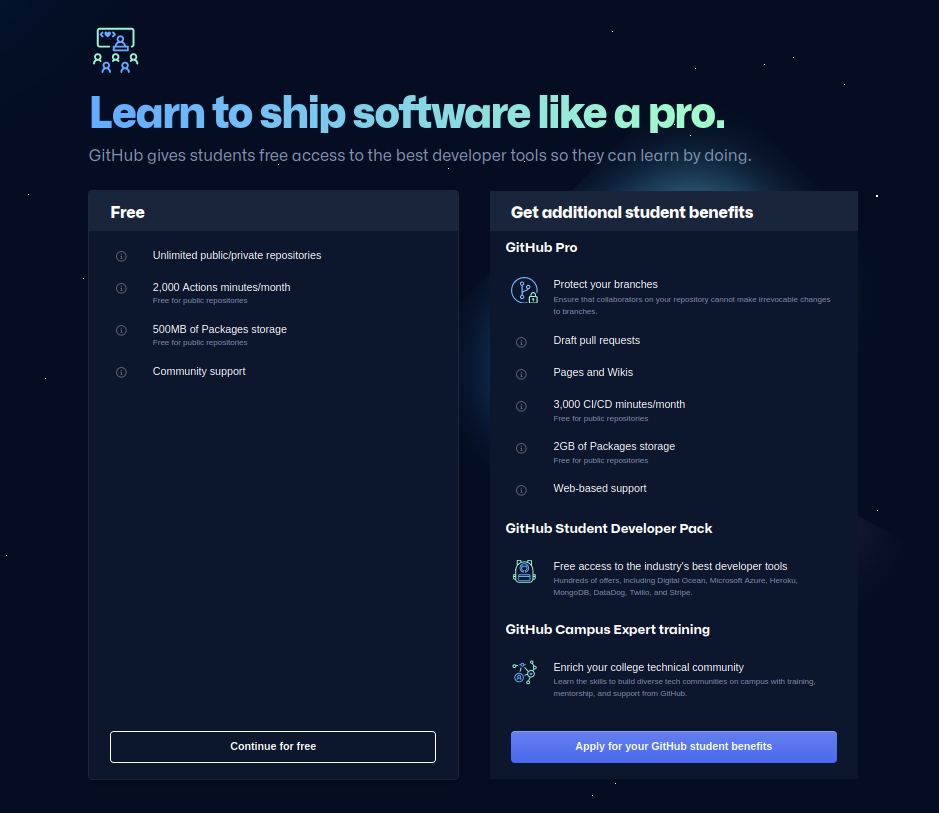 Learn to ship software like a pro.
GitHub gives students free access to the best developer tools so they can learn by doing.
Free
Unlimited public/private repositories
2,000 Actions minutes/month
Free for public repositories
500MB of Packages storage
Free for public repositories
Community support
Continue for free
Get additional student benefits
GitHub Pro
Protect your branches
Ensure that collaborators on your repository cannot make irrevocable changes
to branches.
Draft pull requests
Pages and Wikis
3,000 CI/CD minutes/month
Free for public repositories
2GB of Packages storage
Free for public repositories
Web-based support
GitHub Student Developer Pack
Free access to the industry's best developer tools
Hundreds of offers, including Digital Ocean, Microsoft Azure, Heroku,
MongoDB, DataDog, Twilio, and Stripe.
GitHub Campus Expert training
Enrich your college technical community
Learn the skills to build diverse tech communities on campus with training,
mentorship, and support from GitHub.
Apply for your GitHub student benefits